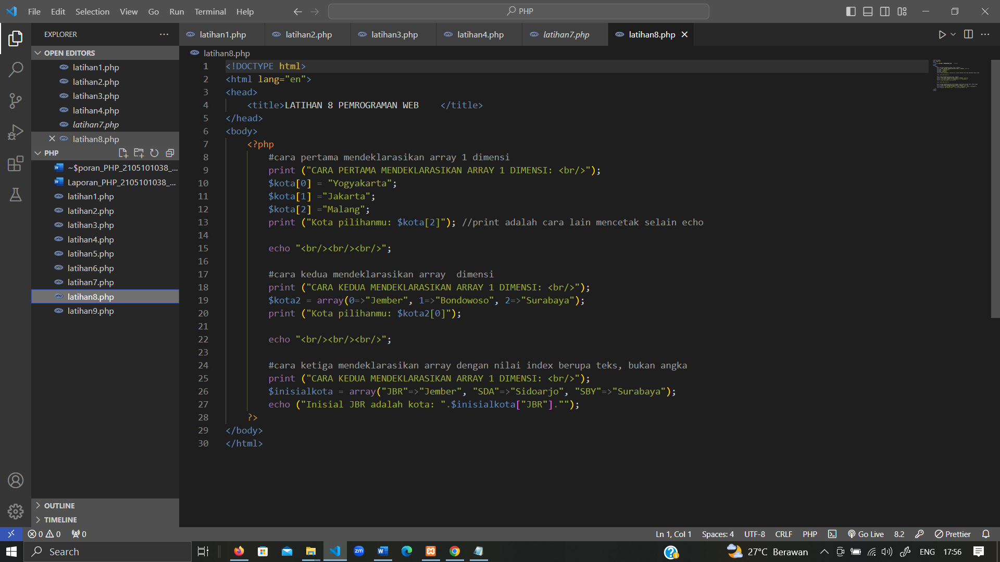 File Edit Selection View Go Run Terminal Help
PHP
EXPLORER
latihan1.php latihan2.php latihan3.php latihan4.php latihan7.php latihan8.php
OPEN EDITORS
latihan1.php
latihan2.php
latihan3.php
latihan4.php
latihan7.php
latihan8.php
PHP
~$poran_PHP_2105101038_...
Laporan_PHP_2105101038_...
latihan1.php
latihan2.php
latihan3.php
latihan4.php
latihan5.php
latihan6.php
latihan7.php
latihan8.php
latihan9.php
OUTLINE
TIMELINE
latihan8.php
1 <!DOCTYPE html>
2 <html lang="en">
3 <head>
4 <title>LATIHAN 8 PEMROGRAMAN WEB    </title>
5 </head>
6 <body>
7 <?php
8 #cara pertama mendeklarasikan array 1 dimensi
9 print ("CARA PERTAMA MENDEKLARASIKAN ARRAY 1 DIMENSI: <br/>");
10 $kota[0] = "Yogyakarta";
11 $kota[1] ="Jakarta";
12 $kota[2] ="Malang";
13 print ("Kota pilihanmu: $kota[2]"); //print adalah cara lain mencetak selain echo
14
15 echo "<br/><br/><br/>";
16
17 #cara kedua mendeklarasikan array  dimensi
18 print ("CARA KEDUA MENDEKLARASIKAN ARRAY 1 DIMENSI: <br/>");
19 $kota2 = array(0=>"Jember", 1=>"Bondowoso", 2=>"Surabaya");
20 print ("Kota pilihanmu: $kota2[0]");
21
22 echo "<br/><br/><br/>";
23
24 #cara ketiga mendeklarasikan array dengan nilai index berupa teks, bukan angka
25 print ("CARA KEDUA MENDEKLARASIKAN ARRAY 1 DIMENSI: <br/>");
26 $inisialkota = array("JBR"=>"Jember", "SDA"=>"Sidoarjo", "SBY"=>"Surabaya");
27 echo ("Inisial JBR adalah kota: ".$inisialkota["JBR"]."");
28 ?>
29 </body>
30 </html>
0 0 0 Ln 1, Col 1 Spaces: 4 UTF-8 CRLF PHP Go Live 8.2 Prettier
Search 27°C Berawan ENG 17:56